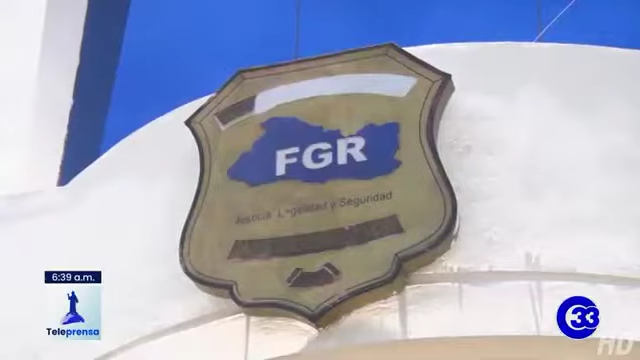 FGR
Justicia Legalidad y Seguridad
6:39 a.m.
Teleprensa
33
HD